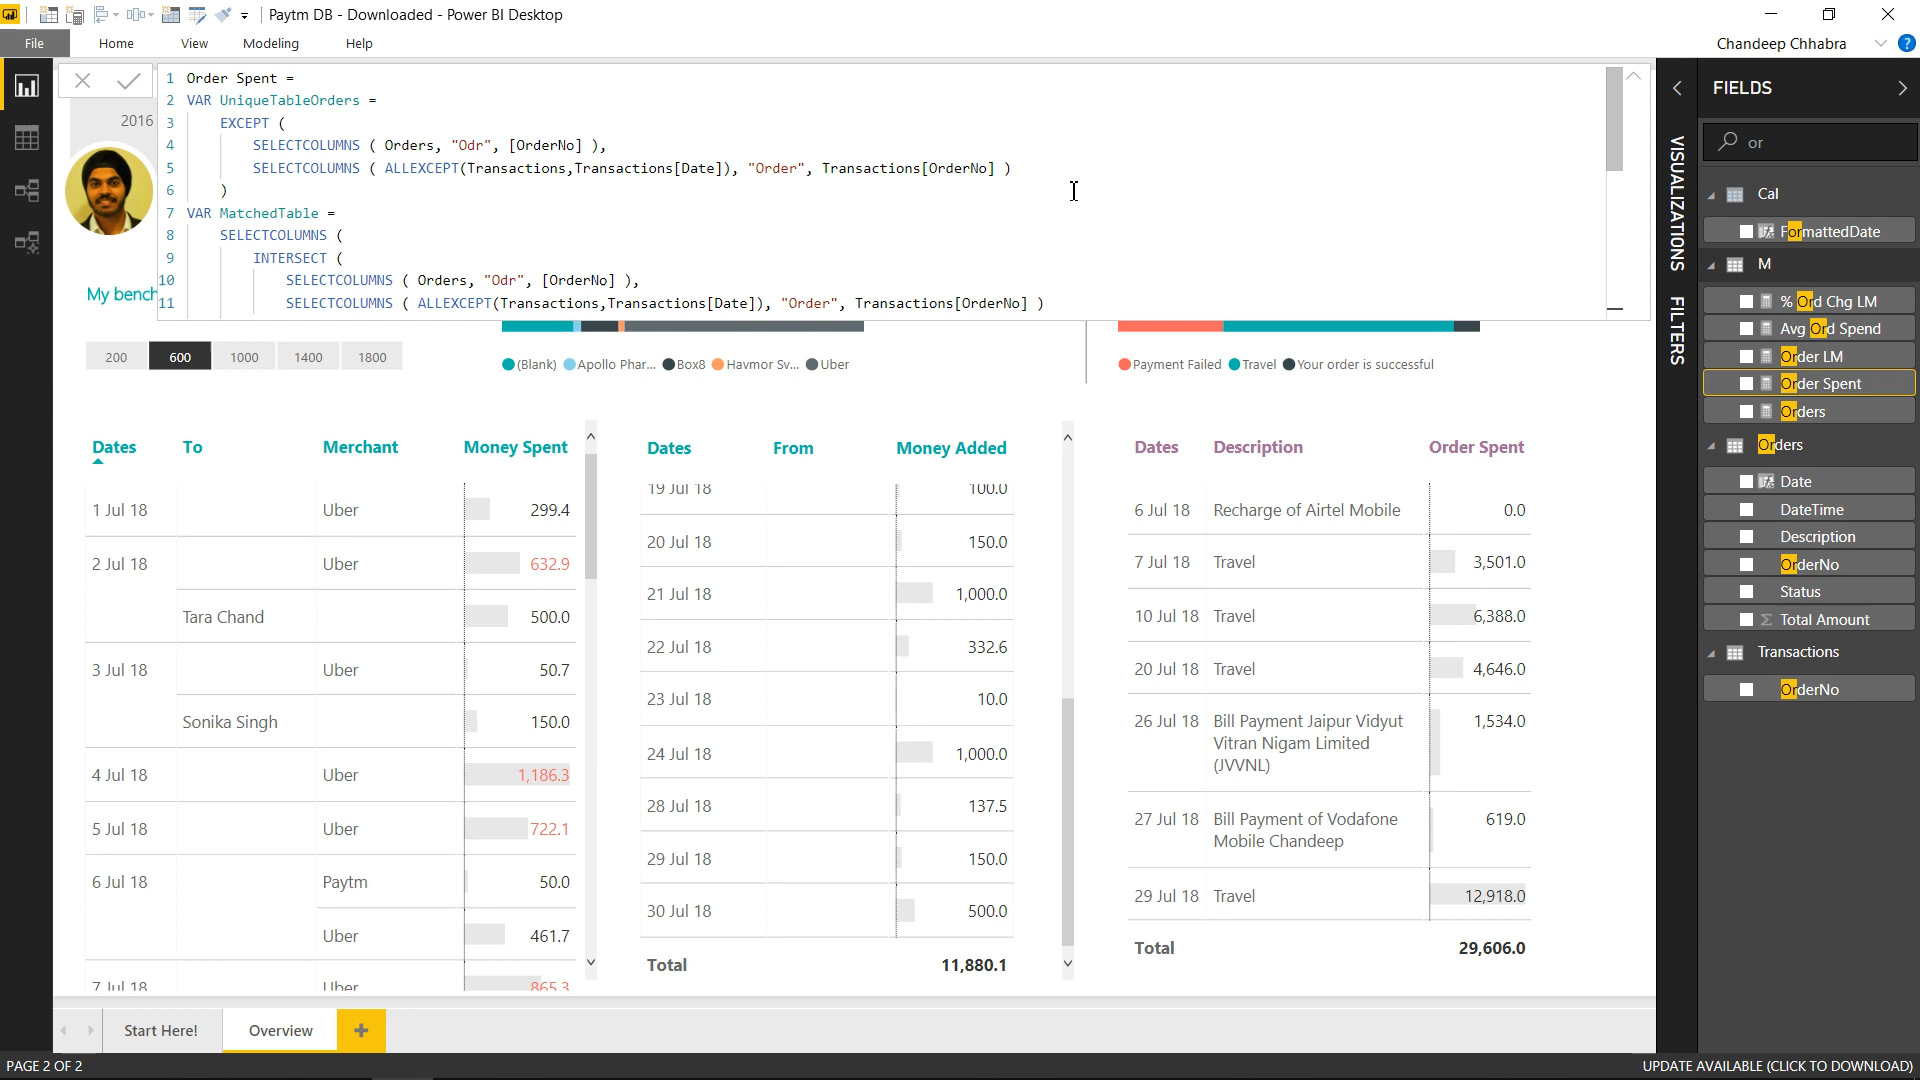 Paytm DB - Downloaded - Power BI Desktop
File Home View Modeling Help
Chandeep Chhabra
?
1 Order Spent =
2 VAR UniqueTableOrders =
3 EXCEPT (
4 SELECTCOLUMNS ( Orders, "Odr", [OrderNo] ),
5 SELECTCOLUMNS ( ALLEXCEPT(Transactions,Transactions[Date]), "Order", Transactions[OrderNo] )
6 )
7 VAR MatchedTable =
8 SELECTCOLUMNS (
9 INTERSECT (
10 SELECTCOLUMNS ( Orders, "Odr", [OrderNo] ),
11 SELECTCOLUMNS ( ALLEXCEPT(Transactions,Transactions[Date]), "Order", Transactions[OrderNo] )
2016
My bench
200 600 1000 1400 1800
(Blank) Apollo Phar... Box8 Havmor Sv... Uber
Payment Failed Travel Your order is successful
Dates To Merchant Money Spent
1 Jul 18 Uber 299.4
2 Jul 18 Uber 632.9
Tara Chand 500.0
3 Jul 18 Uber 50.7
Sonika Singh 150.0
4 Jul 18 Uber 1,186.3
5 Jul 18 Uber 722.1
6 Jul 18 Paytm 50.0
Uber 461.7
7 Jul 18 Uber 865.3
Dates From Money Added
19 Jul 18 100.0
20 Jul 18 150.0
21 Jul 18 1,000.0
22 Jul 18 332.6
23 Jul 18 10.0
24 Jul 18 1,000.0
28 Jul 18 137.5
29 Jul 18 150.0
30 Jul 18 500.0
Total 11,880.1
Dates Description Order Spent
6 Jul 18 Recharge of Airtel Mobile 0.0
7 Jul 18 Travel 3,501.0
10 Jul 18 Travel 6,388.0
20 Jul 18 Travel 4,646.0
26 Jul 18 Bill Payment Jaipur Vidyut 1,534.0
Vitran Nigam Limited
(JVVNL)
27 Jul 18 Bill Payment of Vodafone 619.0
Mobile Chandeep
29 Jul 18 Travel 12,918.0
Total 29,606.0
VISUALIZATIONS
FILTERS
FIELDS
or
Cal
FormattedDate
M
% Ord Chg LM
Avg Ord Spend
Order LM
Order Spent
Orders
Orders
Date
DateTime
Description
OrderNo
Status
Σ Total Amount
Transactions
OrderNo
Start Here! Overview +
PAGE 2 OF 2
UPDATE AVAILABLE (CLICK TO DOWNLOAD)